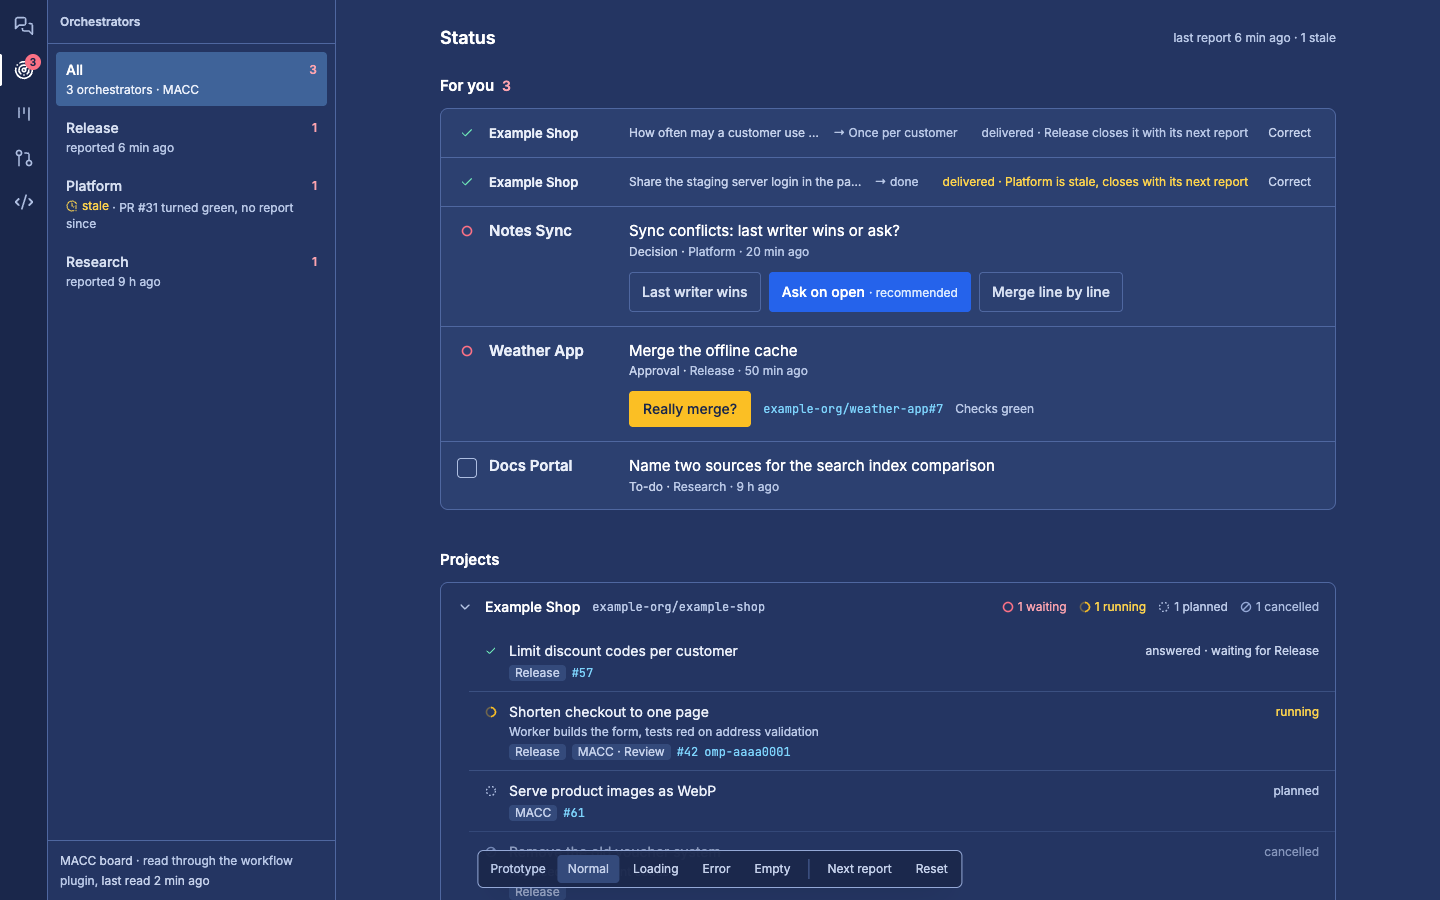 Orchestrators
3
All 3
3 orchestrators · MACC
Release 1
reported 6 min ago
Platform 1
stale · PR #31 turned green, no report
since
Research 1
reported 9 h ago
MACC board · read through the workflow
plugin, last read 2 min ago
Status
last report 6 min ago · 1 stale
For you 3
Example Shop How often may a customer use ... → Once per customer delivered · Release closes it with its next report Correct
Example Shop Share the staging server login in the pa... → done delivered · Platform is stale, closes with its next report Correct
Notes Sync Sync conflicts: last writer wins or ask?
Decision · Platform · 20 min ago
Last writer wins Ask on open · recommended Merge line by line
Weather App Merge the offline cache
Approval · Release · 50 min ago
Really merge? example-org/weather-app#7 Checks green
Docs Portal Name two sources for the search index comparison
To-do · Research · 9 h ago
Projects
Example Shop example-org/example-shop 1 waiting 1 running 1 planned 1 cancelled
Limit discount codes per customer answered · waiting for Release
Release #57
Shorten checkout to one page running
Worker builds the form, tests red on address validation
Release MACC · Review #42 omp-aaaa0001
Serve product images as WebP planned
MACC #61
Remove the old voucher system cancelled
Prototype Normal Loading Error Empty Next report Reset
Release